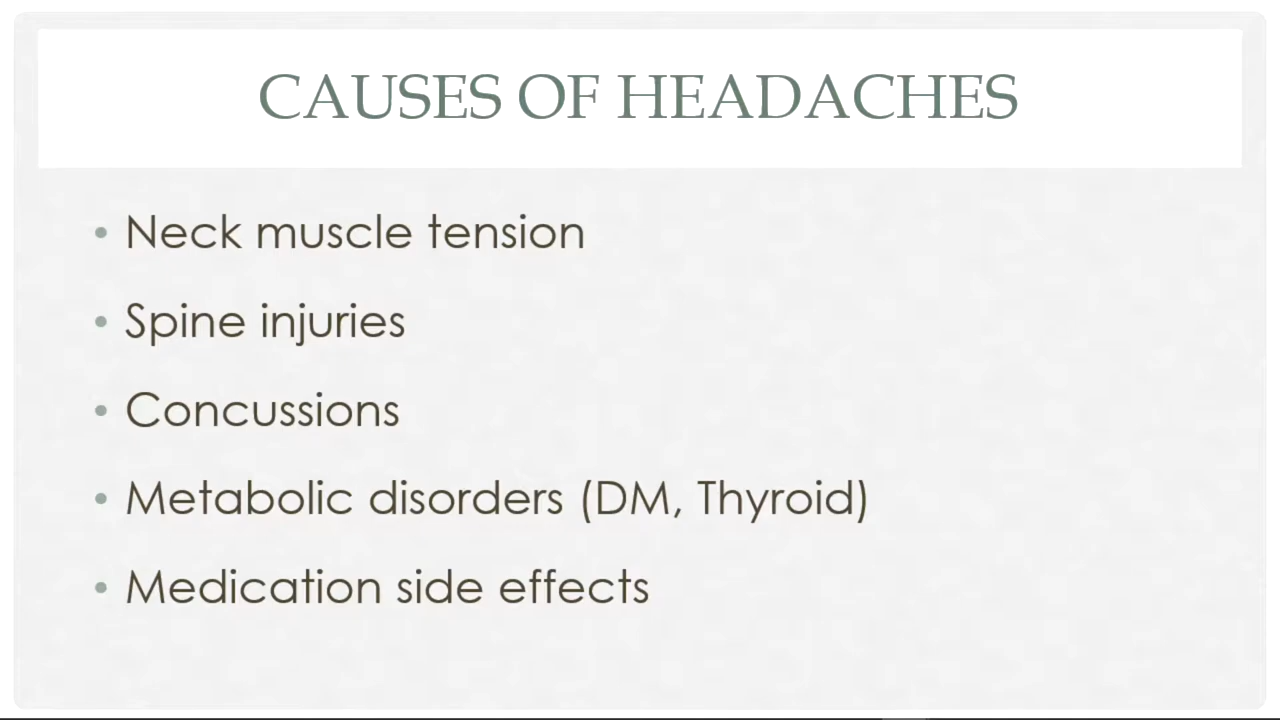 CAUSES OF HEADACHES
• Neck muscle tension
• Spine injuries
• Concussions
• Metabolic disorders (DM, Thyroid)
• Medication side effects